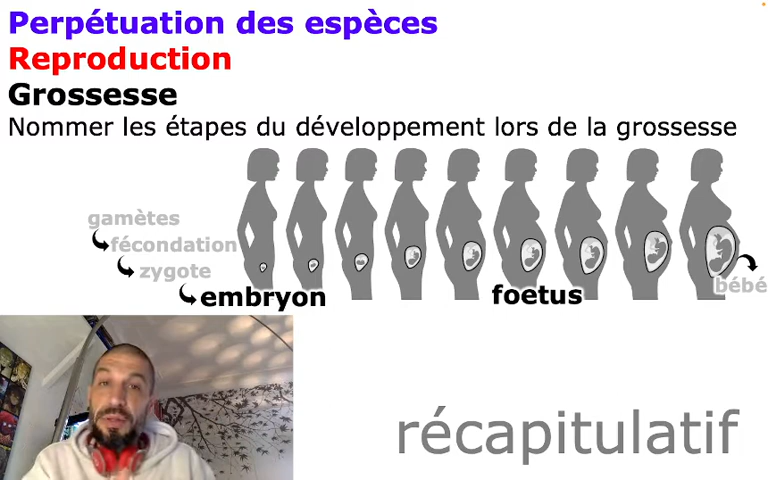 Perpétuation des espèces
Reproduction
Grossesse
Nommer les étapes du développement lors de la grossesse
gamètes
fécondation
zygote
embryon
foetus
bébé
récapitulatif